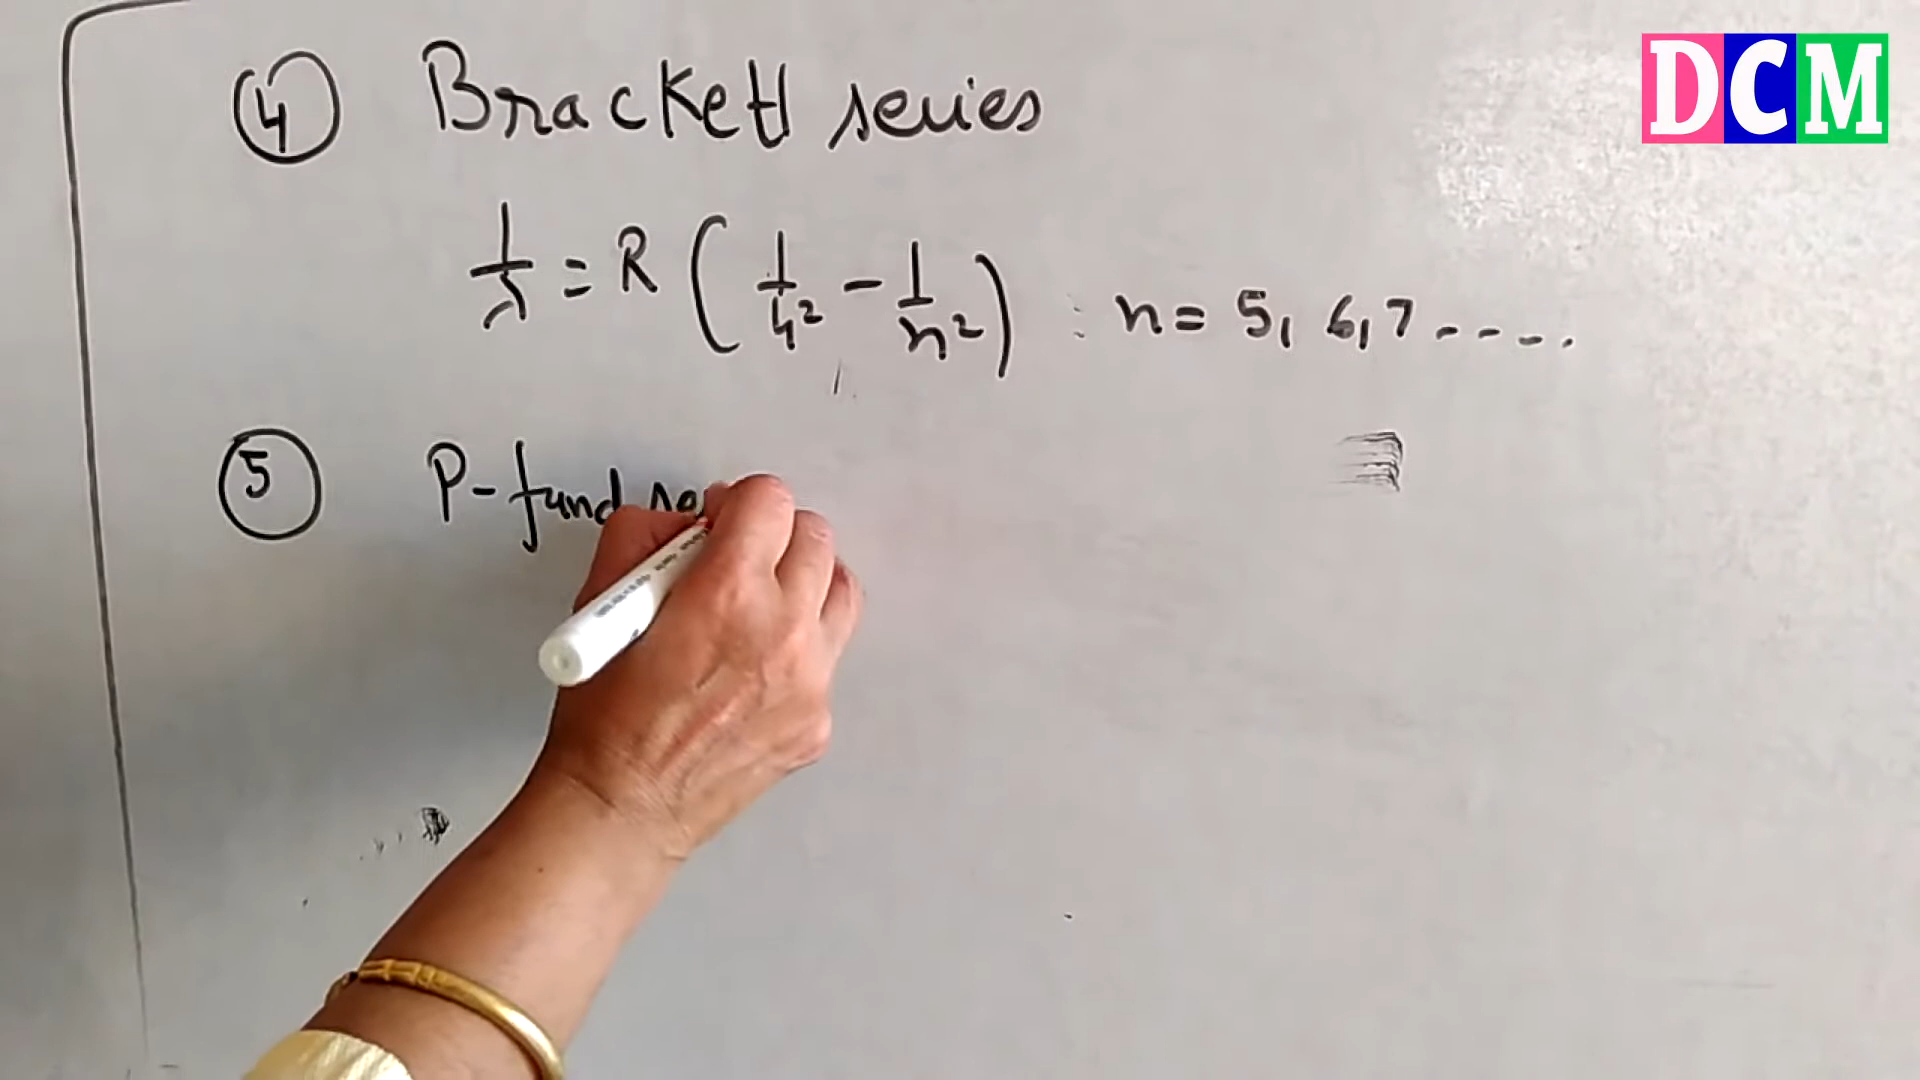 DCM
④ Brackett series
1/λ = R (1/4² - 1/n²) : n = 5, 6, 7 - - - - .
⑤ P-fund